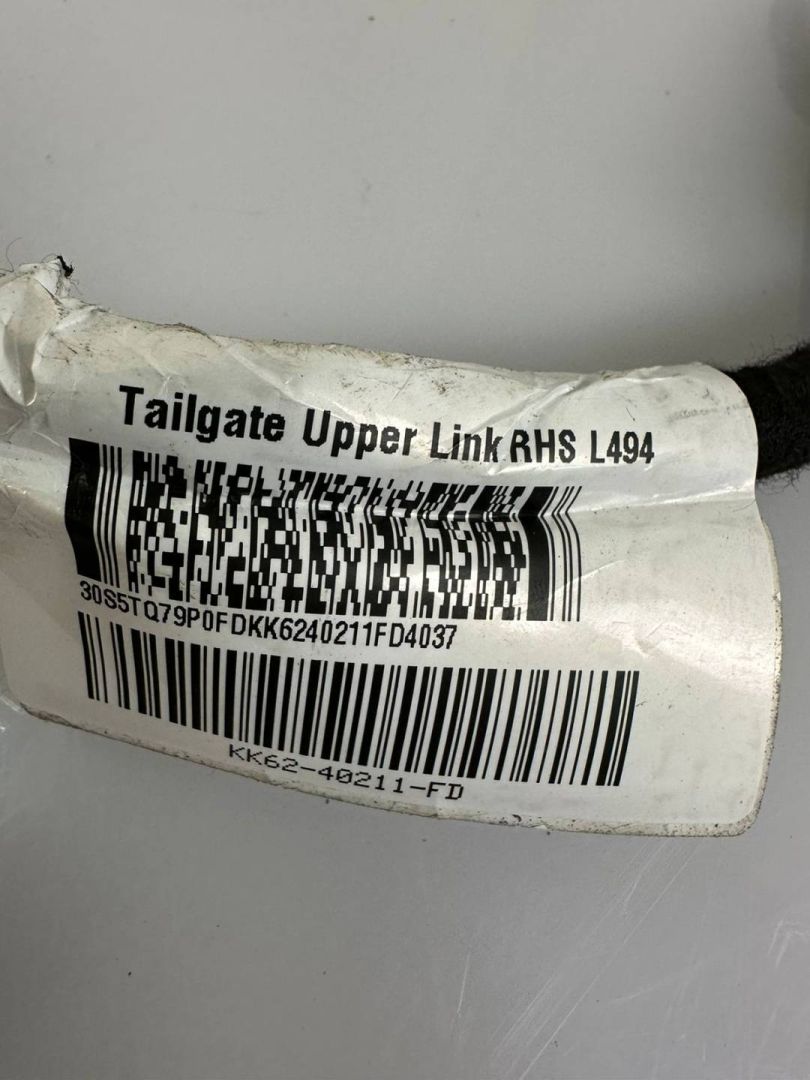 Tailgate Upper Link RHS L494
30S5TQ79P0FDKK6240211FD4037
KK62-40211-FD